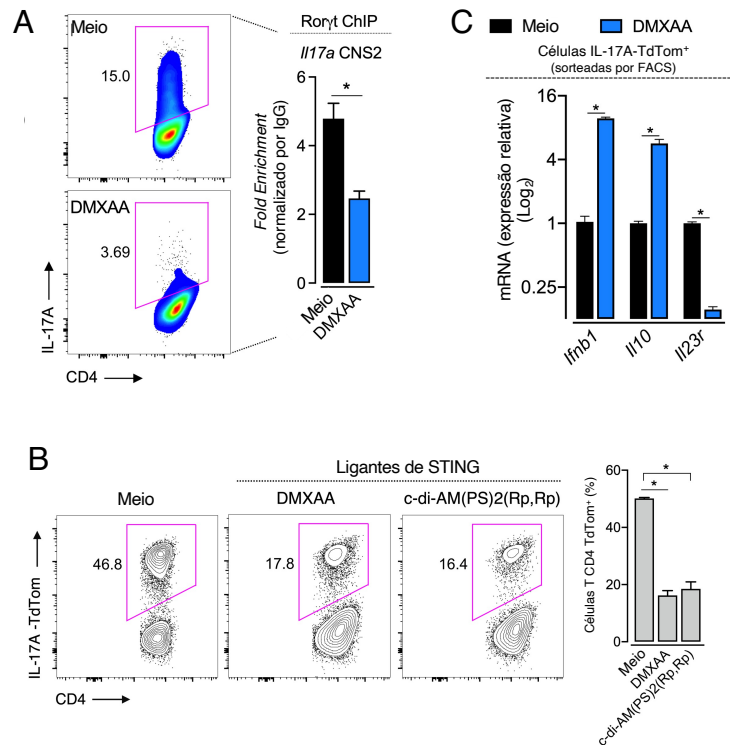 A
Meio
15.0
DMXAA
3.69
IL-17A
CD4
Rorγt ChIP
Il17a CNS2
Fold Enrichment
(normalizado por IgG)
6
4
2
0
*
Meio
DMXAA
C
Meio
DMXAA
Células IL-17A-TdTom⁺
(sorteadas por FACS)
mRNA (expressão relativa)
(Log₂)
16
4
1
0.25
*
*
*
Ifnb1
Il10
Il23r
B
Ligantes de STING
Meio
DMXAA
c-di-AM(PS)2(Rp,Rp)
46.8
17.8
16.4
IL-17A -TdTom
CD4
Células T CD4 TdTom⁺ (%)
60
40
20
0
*
*
Meio
DMXAA
c-di-AM(PS)2(Rp,Rp)